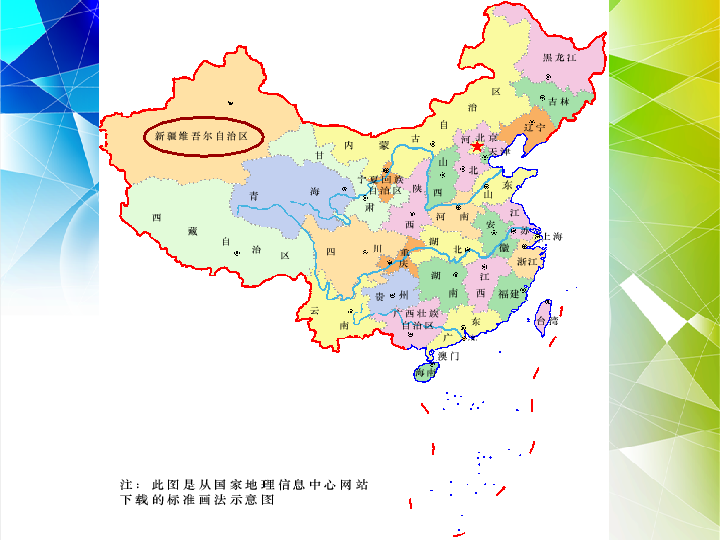 黑龙江
吉林
辽宁
内蒙古自治区
新疆维吾尔自治区
北京
天津
河北
甘肃
宁夏回族
自治区
山西
山东
陕西
青海
河南
江苏
安徽
上海
西藏自治区
四川
重庆
湖北
浙江
湖南
江西
福建
贵州
云南
广西壮族
自治区
广东
台湾
澳门
海南
注：此图是从国家地理信息中心网站
下载的标准画法示意图